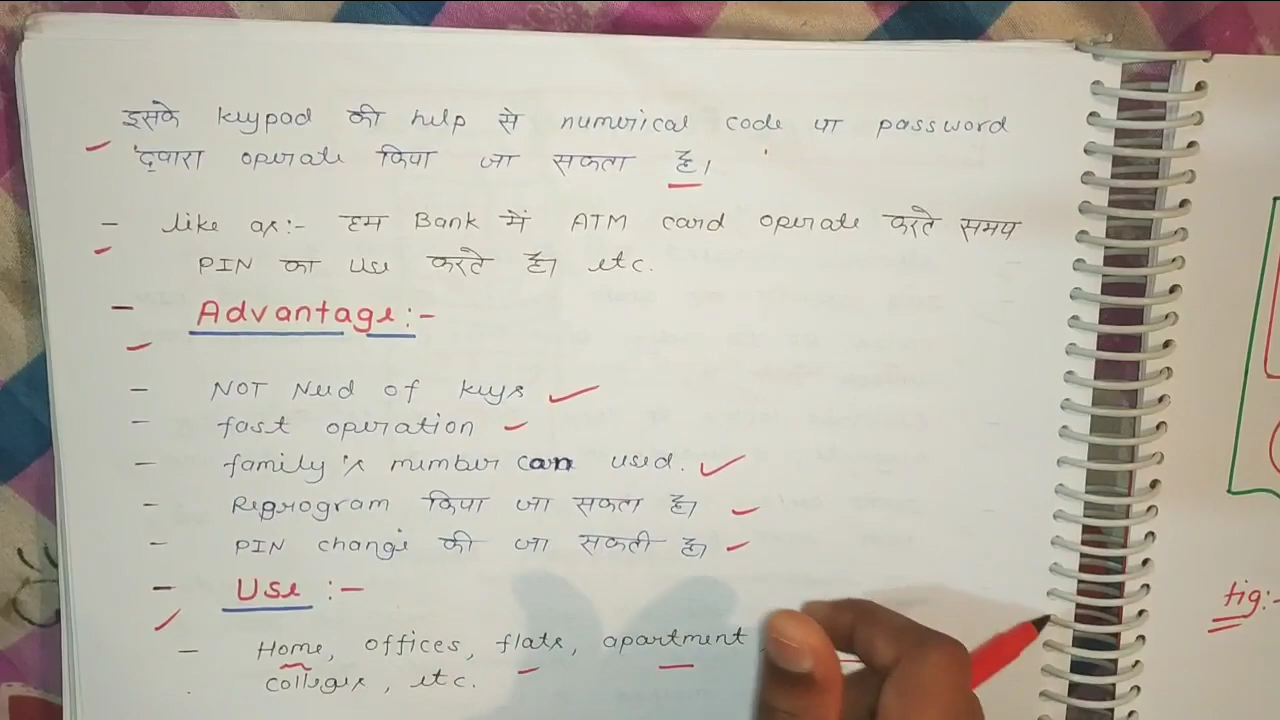 इसके keypad की help से numerical code या password
द्वारा operate किया जा सकता है।
- like as:- हम Bank में ATM card operate करते समय
PIN का use करते है। etc.
- Advantage:-
- NOT Need of keys
- fast operation
- family's member can used.
- Reprogram किया जा सकता है।
- PIN change की जा सकती है।
- Use :-
- Home, offices, flats, apartment
colleges, etc.
fig:-